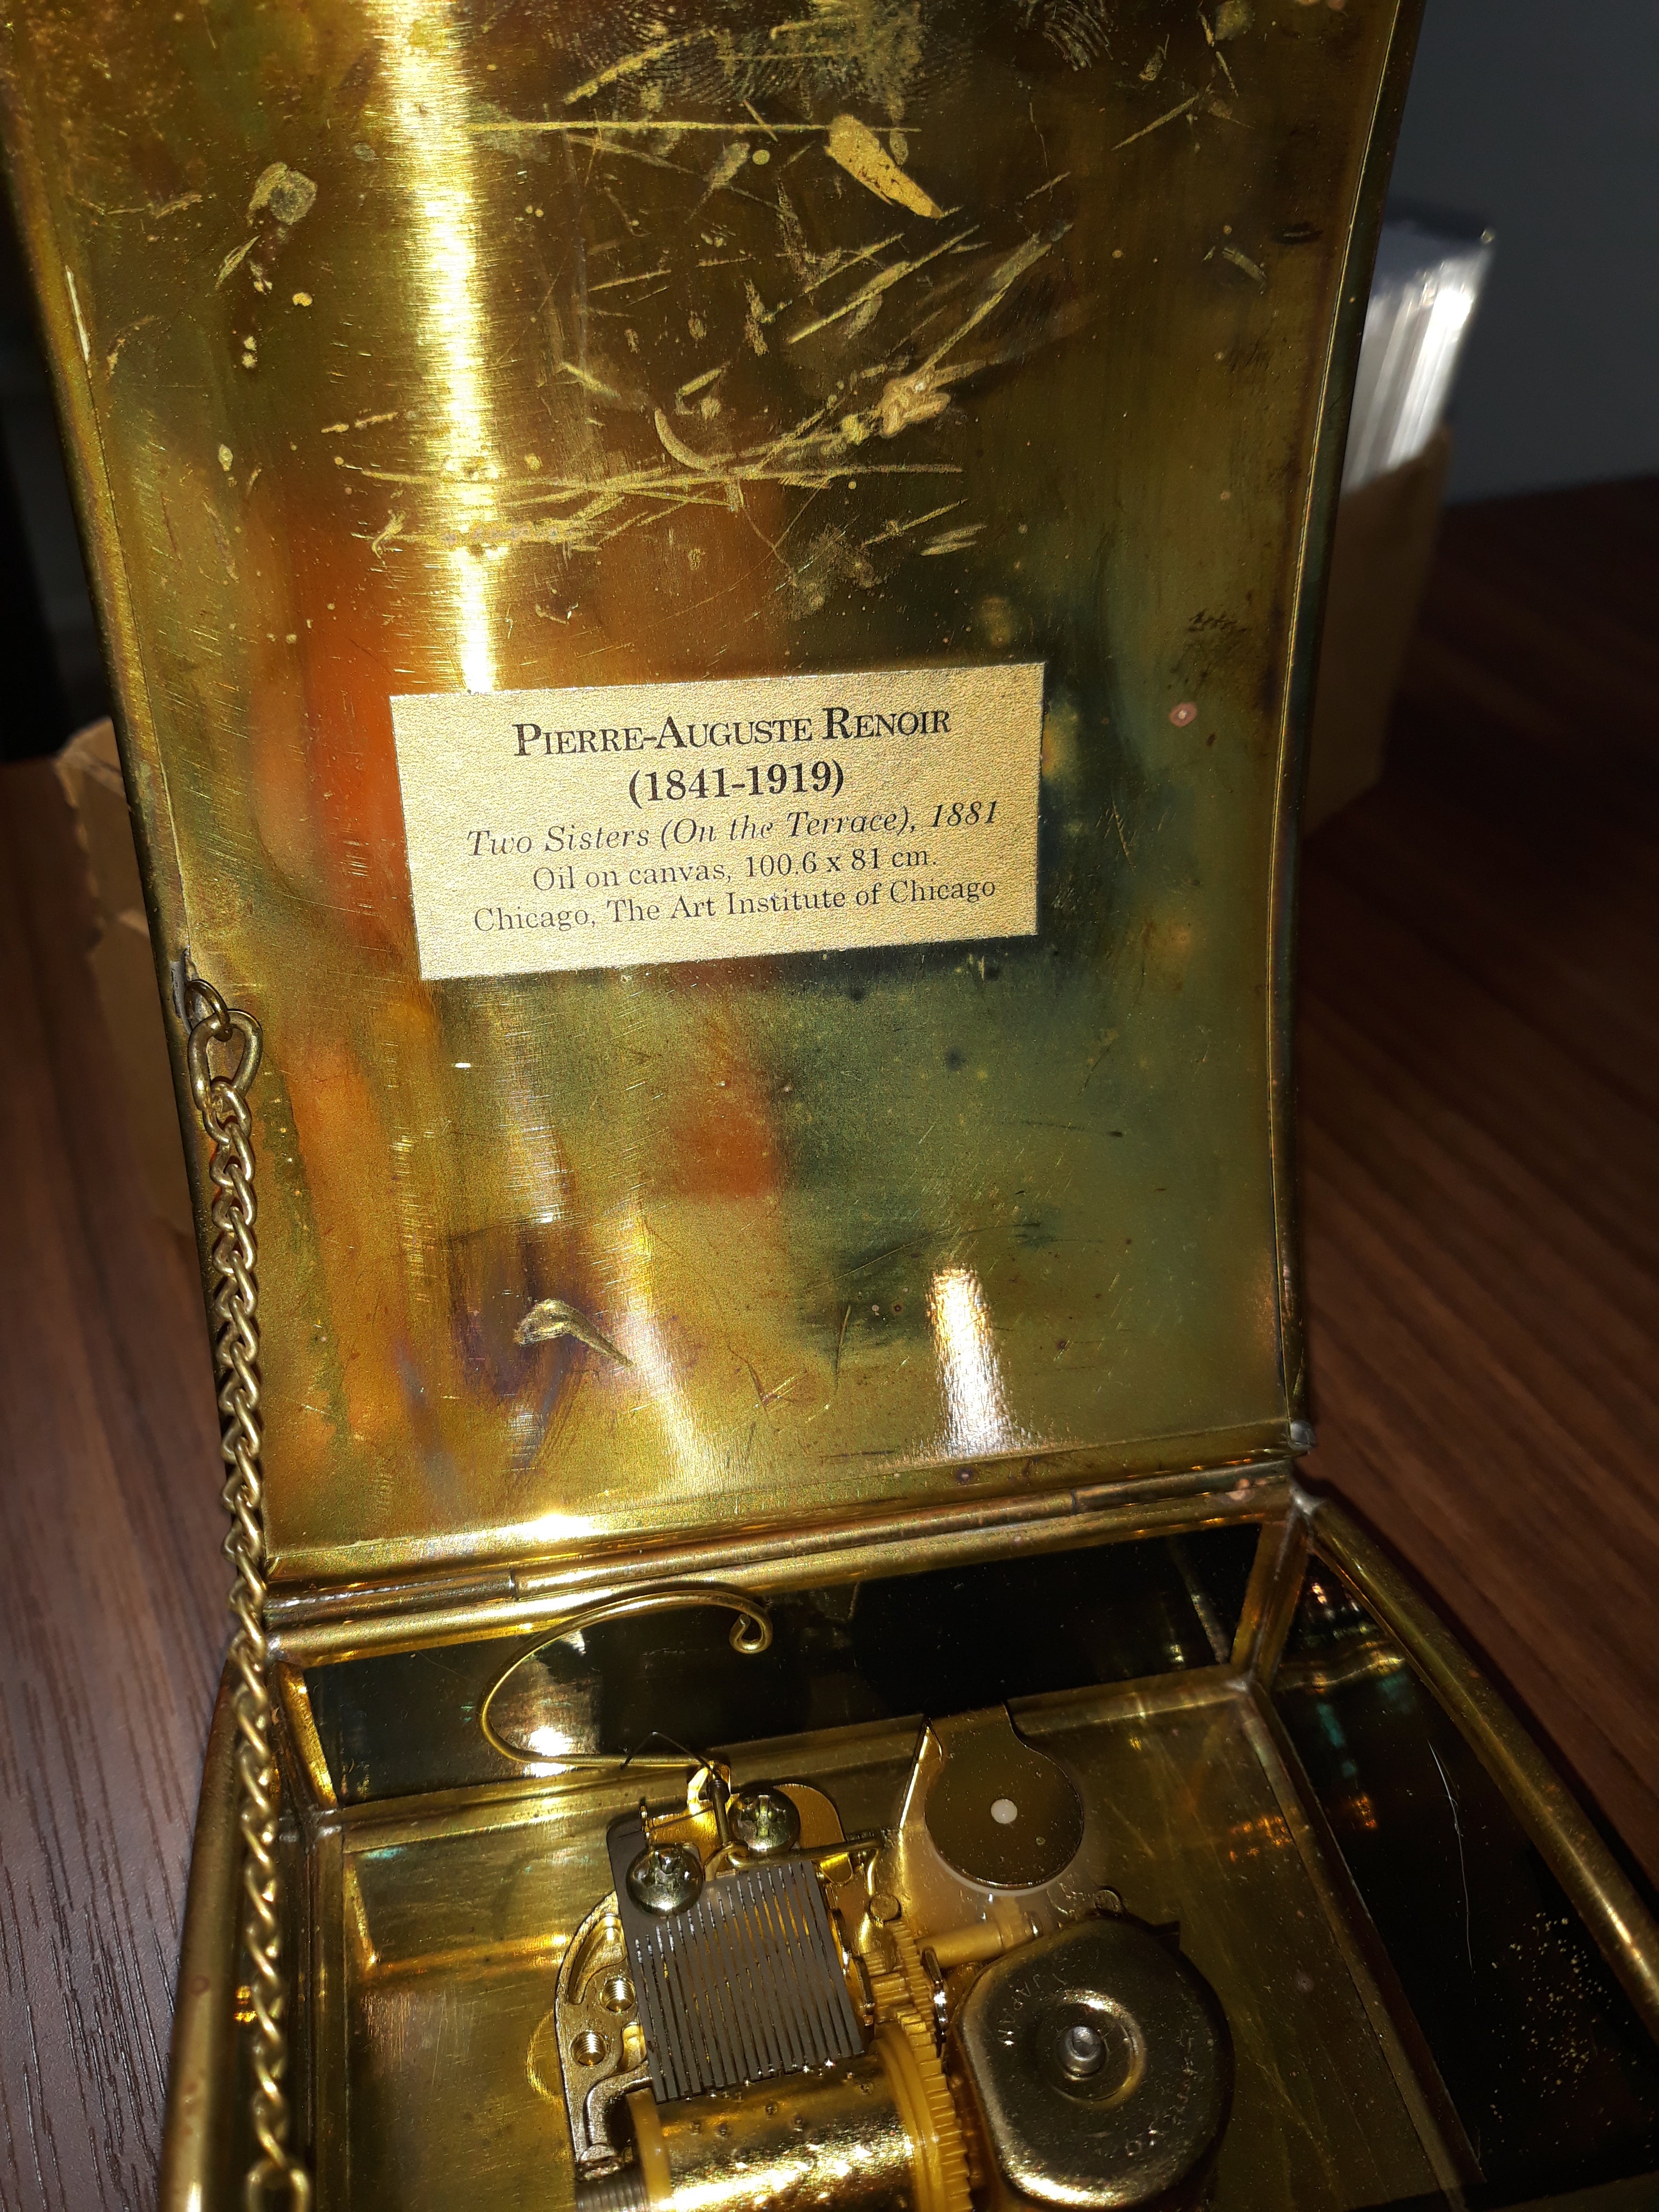 PIERRE-AUGUSTE RENOIR
(1841-1919)
Two Sisters (On the Terrace), 1881
Oil on canvas, 100.6 x 81 cm.
Chicago, The Art Institute of Chicago
JAPAN